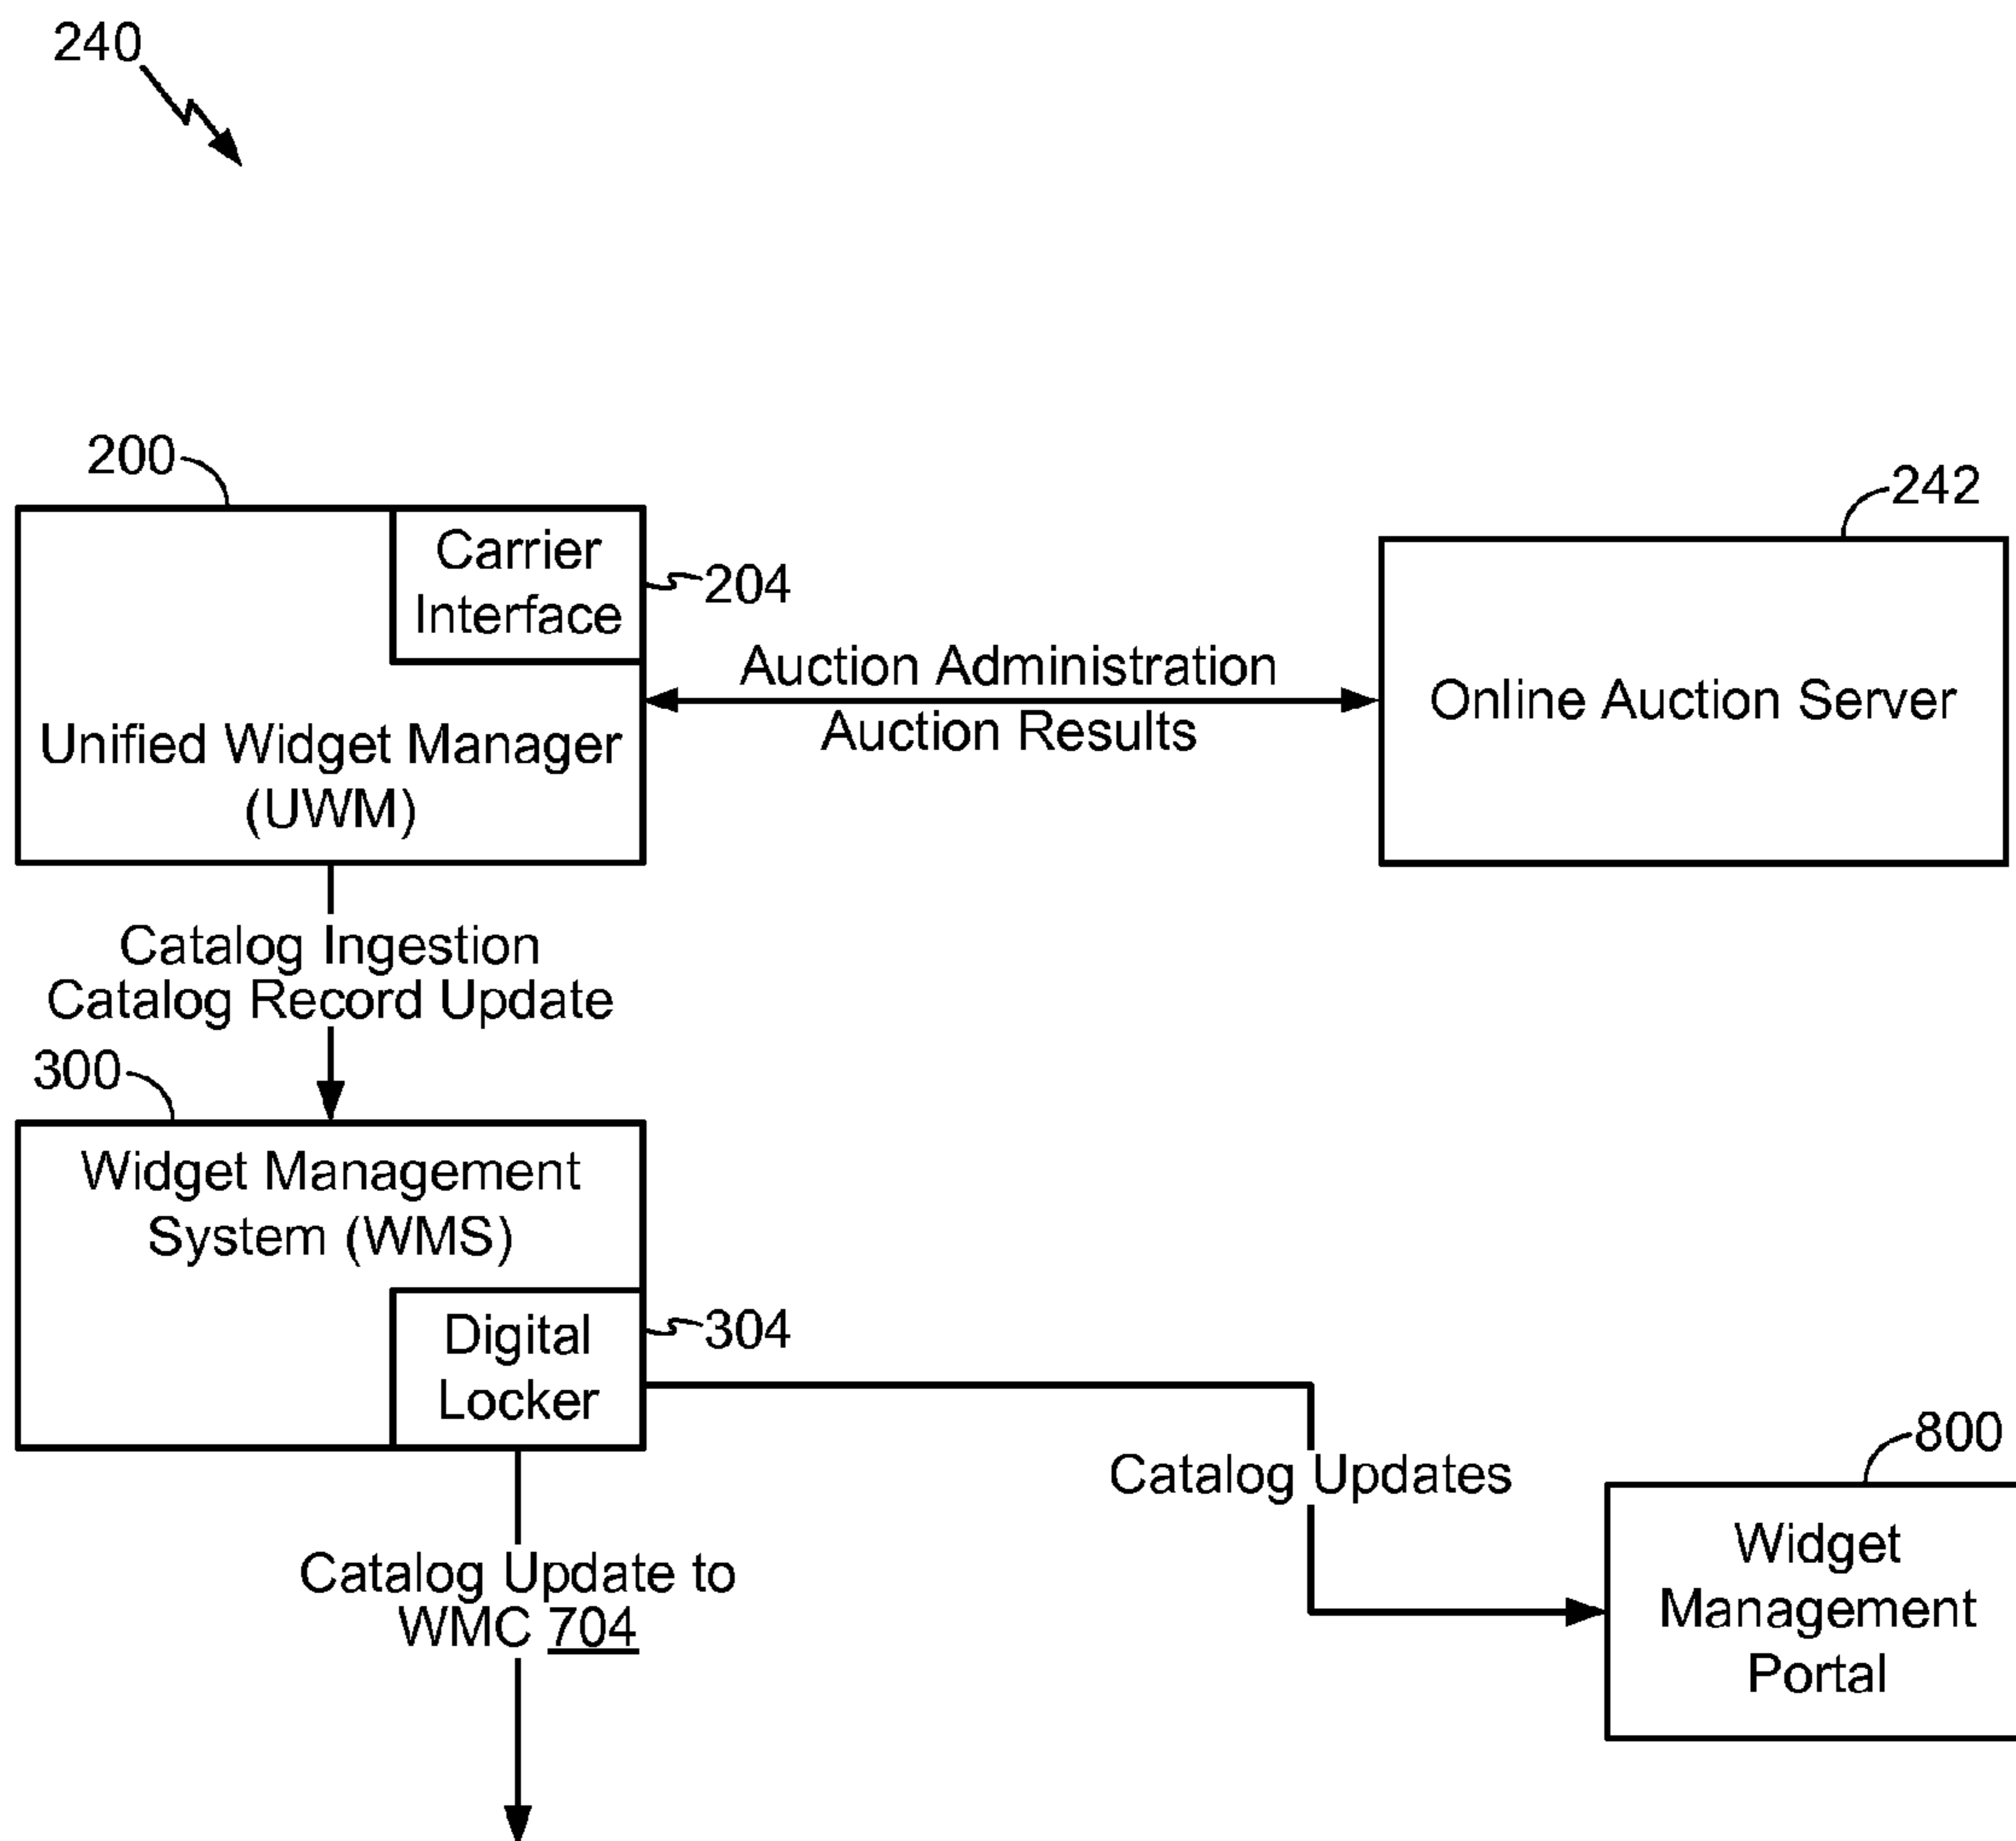 240
200
242
Carrier
Interface
204
Auction Administration
Auction Results
Online Auction Server
Unified Widget Manager
(UWM)
Catalog Ingestion
Catalog Record Update
300
Widget Management
System (WMS)
Digital
Locker
304
Catalog Updates
800
Widget
Management
Portal
Catalog Update to
WMC 704